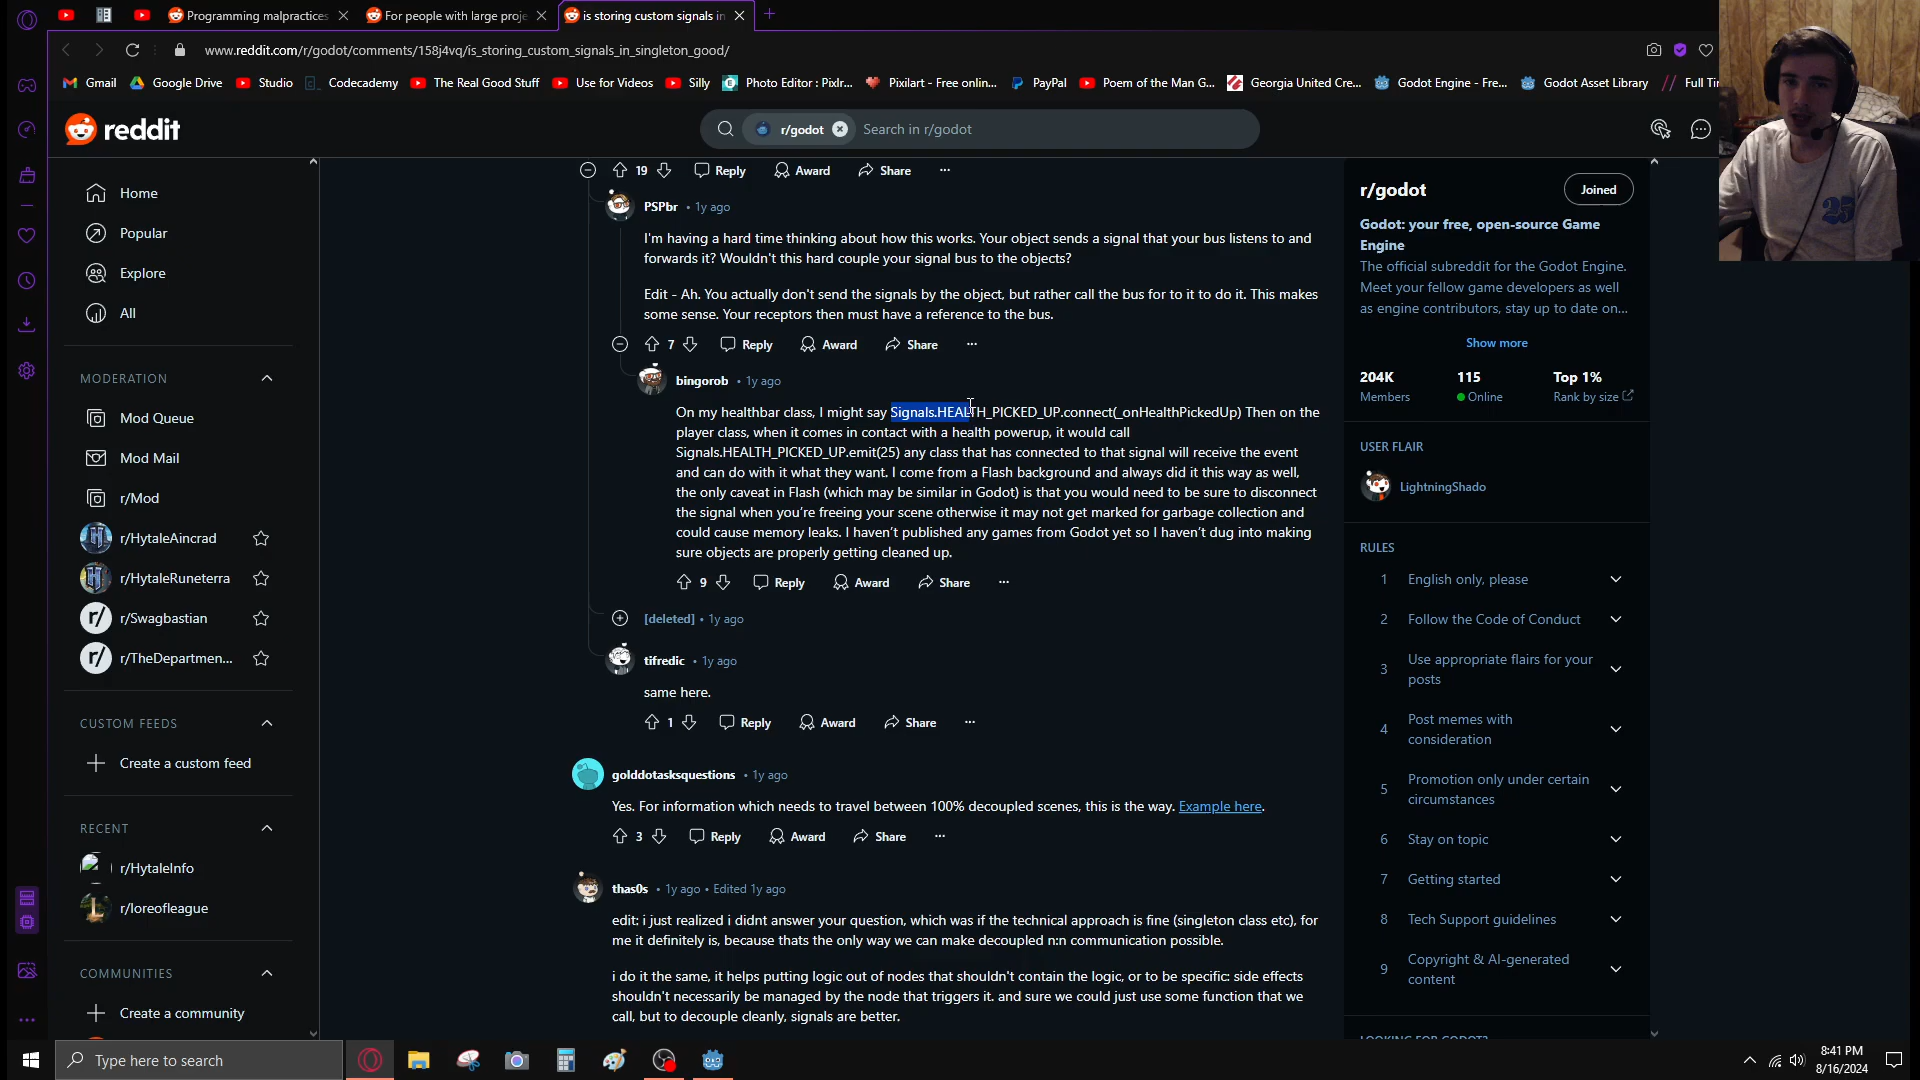 Programming malpractices
For people with large proje
is storing custom signals in
www.reddit.com/r/godot/comments/158j4vq/is_storing_custom_signals_in_singleton_good/
Gmail
Google Drive
Studio
Codecademy
The Real Good Stuff
Use for Videos
Silly
Photo Editor : Pixlr...
Pixilart - Free onlin...
PayPal
Poem of the Man G...
Georgia United Cre...
Godot Engine - Fre...
Godot Asset Library
Full Ti
reddit
r/godot
Search in r/godot
Home
Popular
Explore
All
MODERATION
Mod Queue
Mod Mail
r/Mod
r/HytaleAincrad
r/HytaleRuneterra
r/Swagbastian
r/TheDepartmen...
CUSTOM FEEDS
Create a custom feed
RECENT
r/HytaleInfo
r/loreofleague
COMMUNITIES
Create a community
19 Reply Award Share ...
PSPbr • 1y ago
I'm having a hard time thinking about how this works. Your object sends a signal that your bus listens to and
forwards it? Wouldn't this hard couple your signal bus to the objects?
Edit - Ah. You actually don't send the signals by the object, but rather call the bus for to it to do it. This makes
some sense. Your receptors then must have a reference to the bus.
7 Reply Award Share ...
bingorob • 1y ago
On my healthbar class, I might say Signals.HEALTH_PICKED_UP.connect(_onHealthPickedUp) Then on the
player class, when it comes in contact with a health powerup, it would call
Signals.HEALTH_PICKED_UP.emit(25) any class that has connected to that signal will receive the event
and can do with it what they want. I come from a Flash background and always did it this way as well,
the only caveat in Flash (which may be similar in Godot) is that you would need to be sure to disconnect
the signal when you're freeing your scene otherwise it may not get marked for garbage collection and
could cause memory leaks. I haven't published any games from Godot yet so I haven't dug into making
sure objects are properly getting cleaned up.
9 Reply Award Share ...
[deleted] • 1y ago
tifredic • 1y ago
same here.
1 Reply Award Share ...
golddotasksquestions • 1y ago
Yes. For information which needs to travel between 100% decoupled scenes, this is the way. Example here.
3 Reply Award Share ...
thas0s • 1y ago • Edited 1y ago
edit: i just realized i didnt answer your question, which was if the technical approach is fine (singleton class etc), for
me it definitely is, because thats the only way we can make decoupled n:n communication possible.
i do it the same, it helps putting logic out of nodes that shouldn't contain the logic, or to be specific: side effects
shouldn't necessarily be managed by the node that triggers it. and sure we could just use some function that we
call, but to decouple cleanly, signals are better.
r/godot
Joined
Godot: your free, open-source Game
Engine
The official subreddit for the Godot Engine.
Meet your fellow game developers as well
as engine contributors, stay up to date on...
Show more
204K 115 Top 1%
Members Online Rank by size
USER FLAIR
LightningShado
RULES
1 English only, please
2 Follow the Code of Conduct
3 Use appropriate flairs for your
posts
4 Post memes with
consideration
5 Promotion only under certain
circumstances
6 Stay on topic
7 Getting started
8 Tech Support guidelines
9 Copyright & AI-generated
content
LOOKING FOR GODOT?
25
Type here to search
8:41 PM
8/16/2024